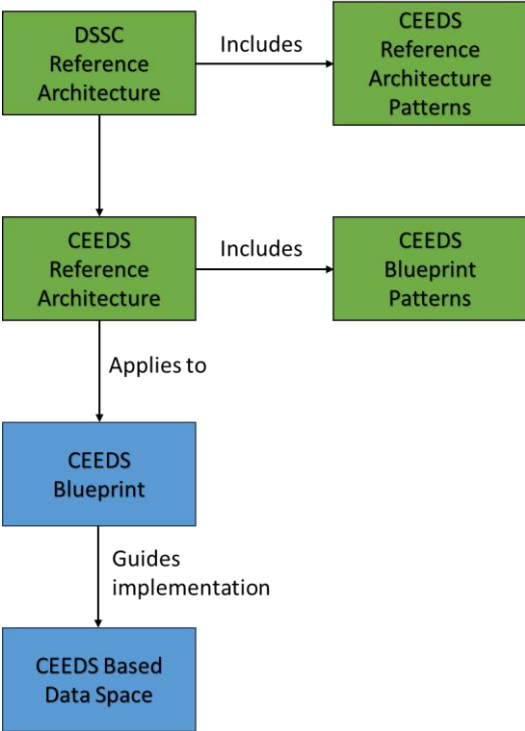 DSSC
Reference
Architecture
Includes
CEEDS
Reference
Architecture
Patterns
CEEDS
Reference
Architecture
Includes
CEEDS
Blueprint
Patterns
Applies to
CEEDS
Blueprint
Guides
implementation
CEEDS Based
Data Space